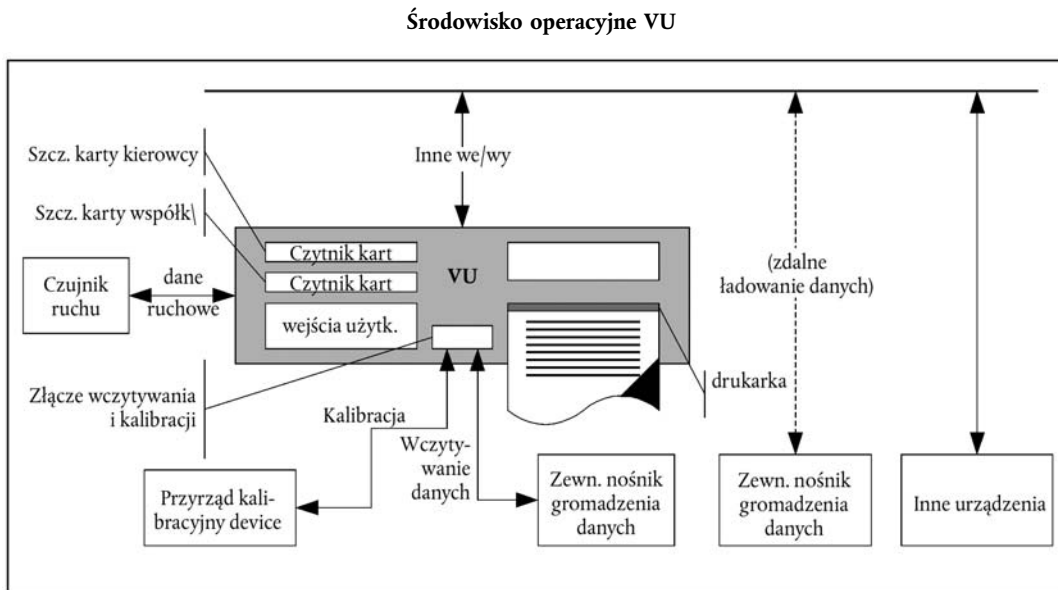 Środowisko operacyjne VU
Szcz. karty kierowcy
Inne we/wy
Szcz. karty współk\
Czytnik kart
Czytnik kart
VU
Czujnik
ruchu
dane
ruchowe
wejścia użytk.
(zdalne
ładowanie danych)
Złącze wczytywania
i kalibracji
drukarka
Kalibracja
Wczyty-
wanie
danych
Przyrząd kali-
bracyjny device
Zewn. nośnik
gromadzenia
danych
Zewn. nośnik
gromadzenia
danych
Inne urządzenia